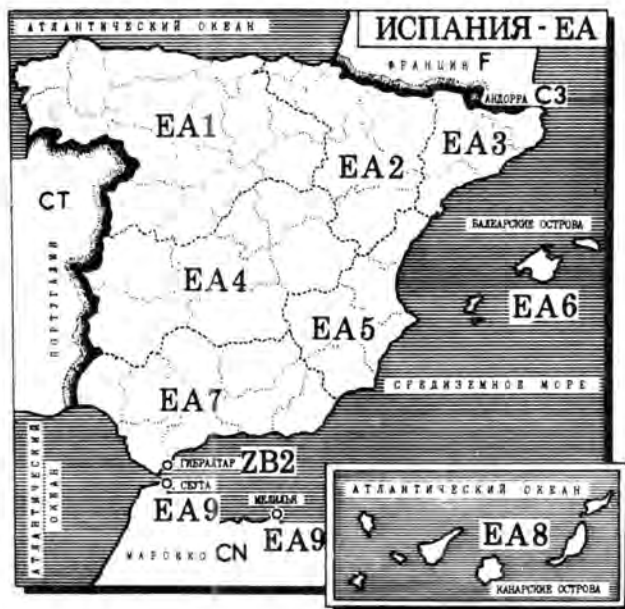 АТЛАНТИЧЕСКИЙ ОКЕАН
ИСПАНИЯ - EA
ФРАНЦИЯ F
АНДОРРА C3
EA1
EA2
EA3
CT
ПОРТУГАЛИЯ
БАЛЕАРСКИЕ ОСТРОВА
EA4
EA6
EA5
СРЕДИЗЕМНОЕ МОРЕ
EA7
АТЛАНТИЧЕСКИЙ
ОКЕАН
ГИБРАЛТАР ZB2
СЕУТА
EA9
МЕЛИЛЬЯ
EA9
МАРОККО CN
АТЛАНТИЧЕСКИЙ ОКЕАН
EA8
КАНАРСКИЕ ОСТРОВА